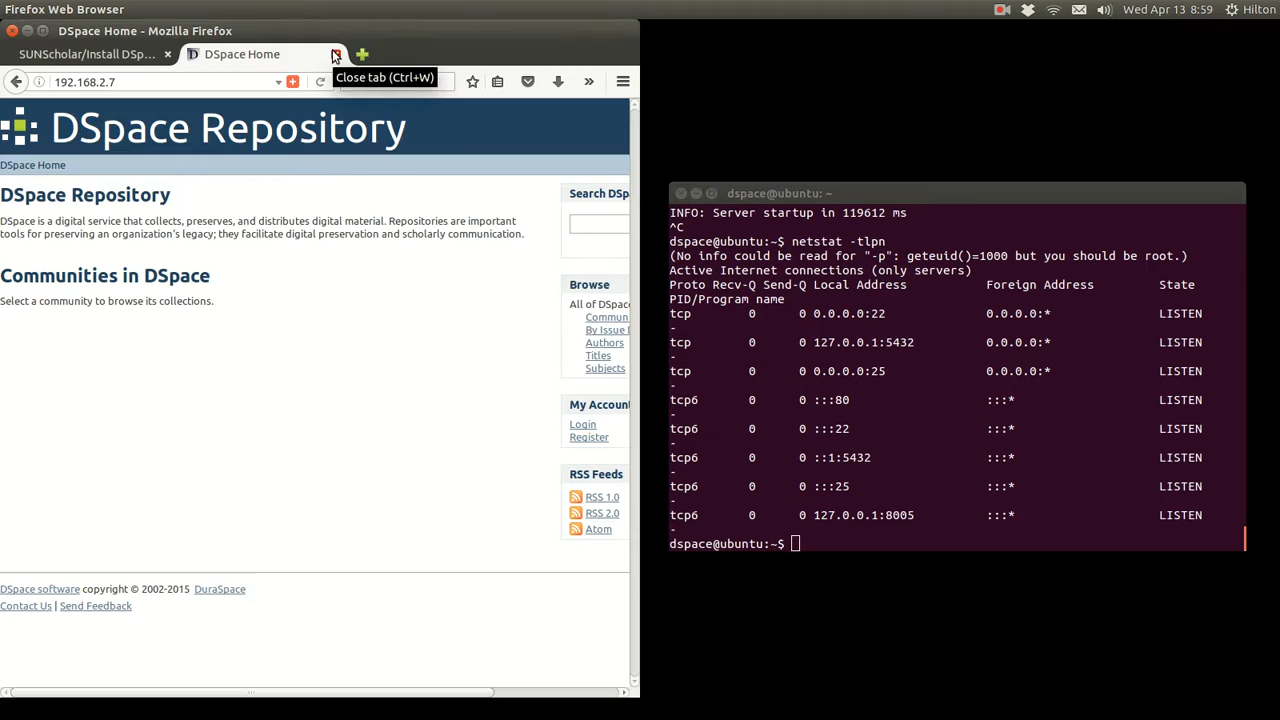 Firefox Web Browser
Wed Apr 13 8:59 Hilton
DSpace Home - Mozilla Firefox
SUNScholar/Install DSp... × DSpace Home
192.168.2.7
Close tab (Ctrl+W)
DSpace Repository
DSpace Home
DSpace Repository
DSpace is a digital service that collects, preserves, and distributes digital material. Repositories are important
tools for preserving an organization's legacy; they facilitate digital preservation and scholarly communication.
Communities in DSpace
Select a community to browse its collections.
Search DSp
Browse
All of DSpace
Commun
By Issue
Authors
Titles
Subjects
My Account
Login
Register
RSS Feeds
RSS 1.0
RSS 2.0
Atom
DSpace software copyright © 2002-2015 DuraSpace
Contact Us | Send Feedback
dspace@ubuntu: ~
INFO: Server startup in 119612 ms
^C
dspace@ubuntu:~$ netstat -tlpn
(No info could be read for "-p": geteuid()=1000 but you should be root.)
Active Internet connections (only servers)
Proto Recv-Q Send-Q Local Address Foreign Address State
PID/Program name
tcp 0 0 0.0.0.0:22 0.0.0.0:* LISTEN
-
tcp 0 0 127.0.0.1:5432 0.0.0.0:* LISTEN
-
tcp 0 0 0.0.0.0:25 0.0.0.0:* LISTEN
-
tcp6 0 0 :::80 :::* LISTEN
-
tcp6 0 0 :::22 :::* LISTEN
-
tcp6 0 0 ::1:5432 :::* LISTEN
-
tcp6 0 0 :::25 :::* LISTEN
-
tcp6 0 0 127.0.0.1:8005 :::* LISTEN
-
dspace@ubuntu:~$